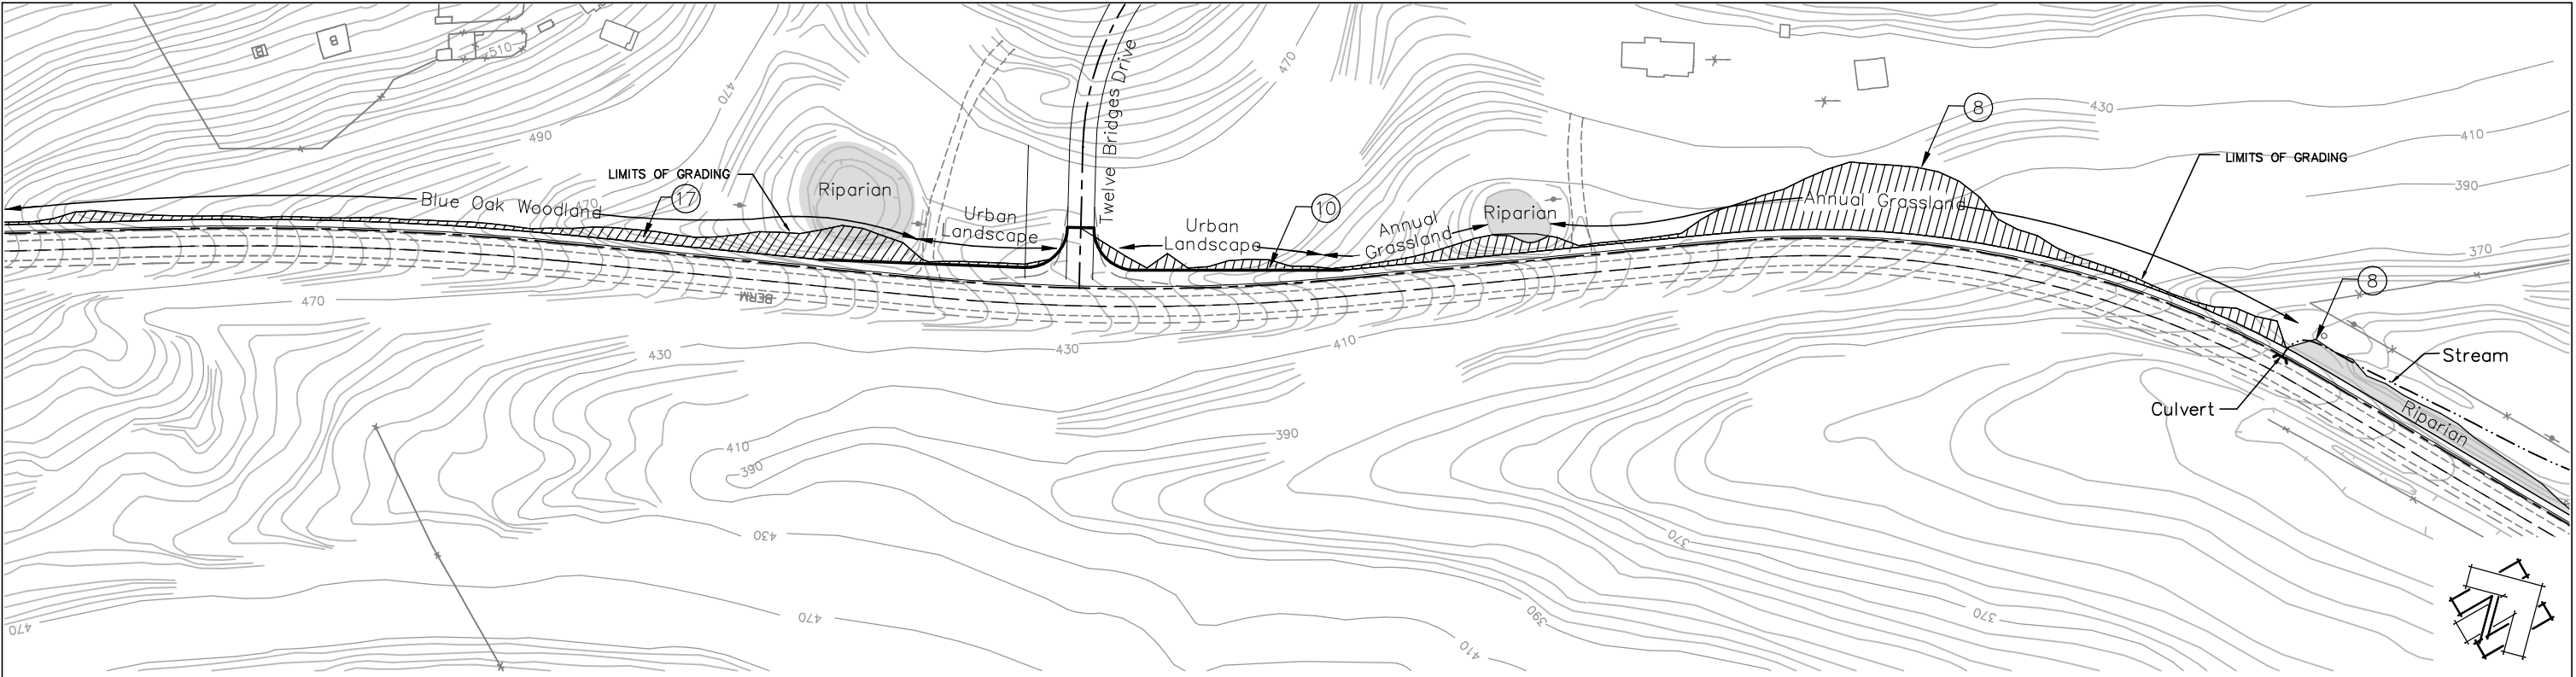 B
B
510
470
470
Twelve Bridges Drive
8
430
410
490
LIMITS OF GRADING
LIMITS OF GRADING
Riparian
17
470
Blue Oak Woodland
Riparian
Annual Grassland
390
10
Urban
Landscape
Urban
Landscape
Annual
Grassland
370
8
470
BERM
430
430
410
Stream
Culvert
Riparian
410
390
390
430
370
470
390
370
470
410